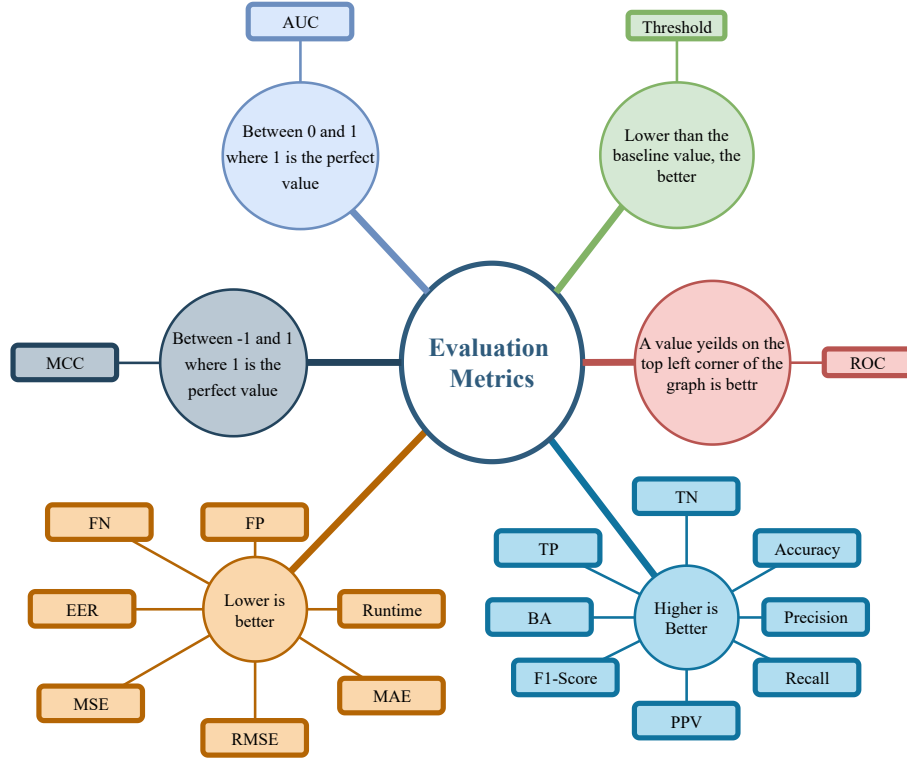 AUC
Threshold
Between 0 and 1
where 1 is the perfect
value
Lower than the
baseline value, the
better
Evaluation
Metrics
MCC
Between -1 and 1
where 1 is the
perfect value
A value yeilds on the
top left corner of the
graph is bettr
ROC
FN
FP
EER
Lower is
better
Runtime
MSE
RMSE
MAE
TN
TP
Accuracy
BA
Higher is
Better
Precision
F1-Score
PPV
Recall